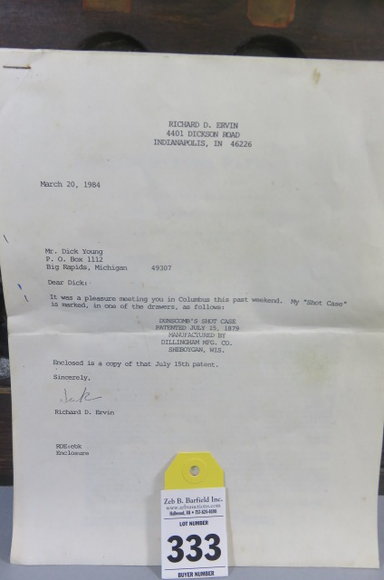 RICHARD D. ERVIN
4401 DICKSON ROAD
INDIANAPOLIS, IN 46226
March 20, 1984
Mr. Dick Young
P. O. Box 1112
Big Rapids, Michigan 49307
Dear Dick:
It was a pleasure meeting you in Columbus this past weekend. My "Shot Case"
is marked, in one of the drawers, as follows:
DUNSCOMB'S SHOT CASE
PATENTED JULY 15, 1879
MANUFACTURED BY
DILLINGHAM MFG. CO.
SHEBOYGAN, WIS.
Enclosed is a copy of that July 15th patent.
Sincerely,
Dick
Richard D. Ervin
RDE:ebk
Enclosure
Zeb B. Barfield Inc.
LOT NUMBER
333
BUYER NUMBER